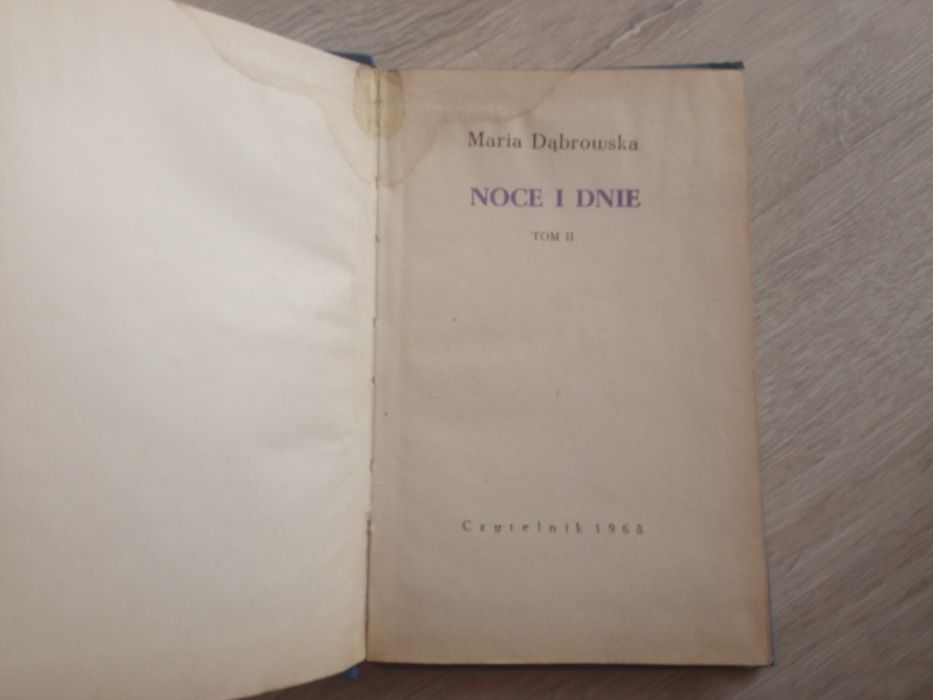 Maria Dąbrowska
NOCE I DNIE
TOM II
Czytelnik 1968